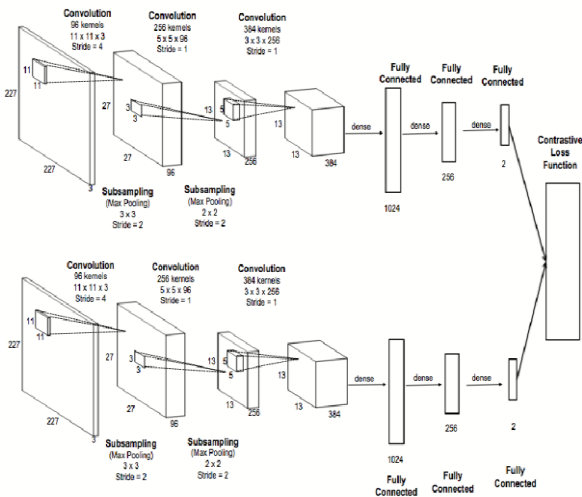 Convolution
96 kernels
11 x 11 x 3
Stride = 4
Convolution
256 kernels
5 x 5 x 96
Stride = 1
Convolution
384 kernels
3 x 3 x 256
Stride = 1
Fully
Connected
Fully
Connected
Fully
Connected
11
11
227
227
3
3
3
27
27
96
5
5
13
13
256
13
13
384
dense
dense
dense
1024
256
2
Contrastive
Loss
Function
Subsampling
(Max Pooling)
3 x 3
Stride = 2
Subsampling
(Max Pooling)
2 x 2
Stride = 2
Convolution
96 kernels
11 x 11 x 3
Stride = 4
Convolution
256 kernels
5 x 5 x 96
Stride = 1
Convolution
384 kernels
3 x 3 x 256
Stride = 1
11
11
227
227
3
3
3
27
27
96
5
5
13
13
256
13
13
384
dense
dense
dense
1024
256
2
Subsampling
(Max Pooling)
3 x 3
Stride = 2
Subsampling
(Max Pooling)
2 x 2
Stride = 2
Fully
Connected
Fully
Connected
Fully
Connected